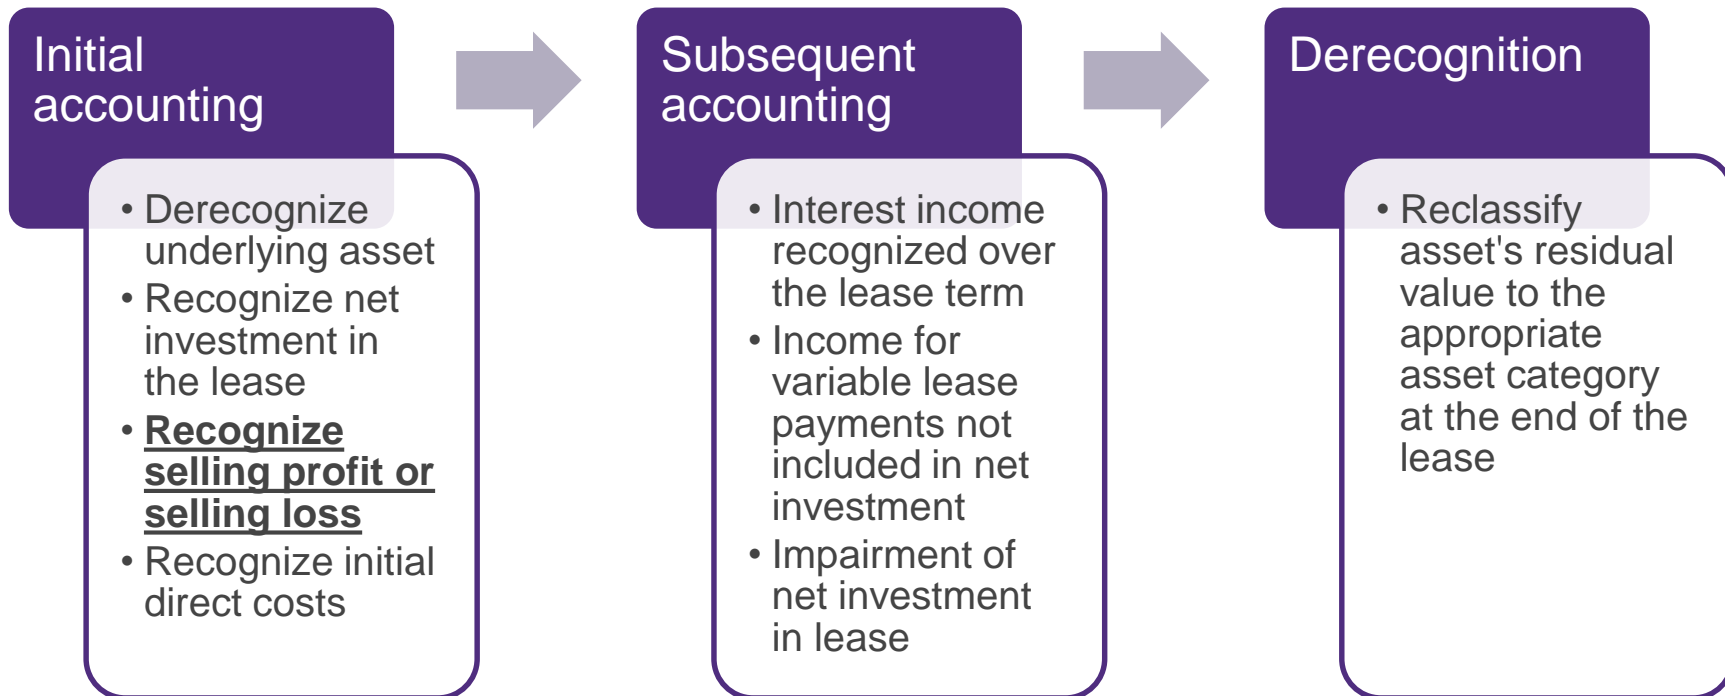 Initial
accounting
• Derecognize
underlying asset
• Recognize net
investment in
the lease
• Recognize
selling profit or
selling loss
• Recognize initial
direct costs
Subsequent
accounting
• Interest income
recognized over
the lease term
• Income for
variable lease
payments not
included in net
investment
• Impairment of
net investment
in lease
Derecognition
• Reclassify
asset's residual
value to the
appropriate
asset category
at the end of the
lease